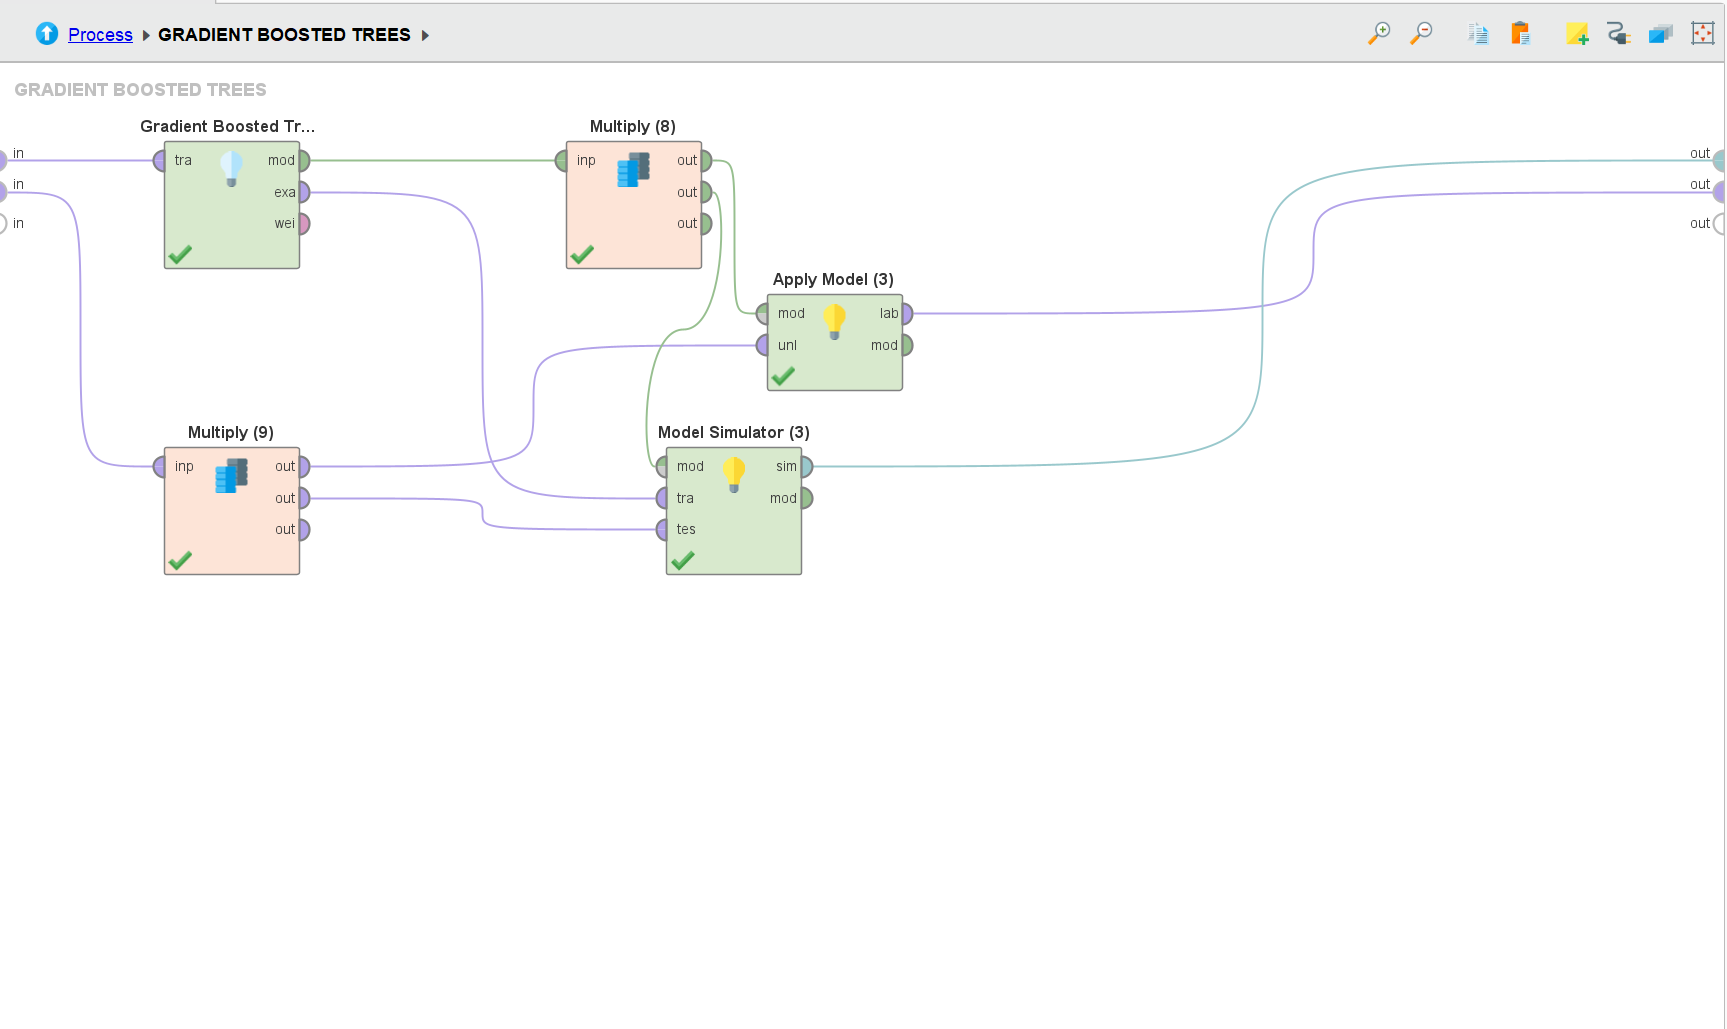 Process GRADIENT BOOSTED TREES
GRADIENT BOOSTED TREES
Gradient Boosted Tr...
Multiply (8)
in
in
in
tra
mod
exa
wei
inp
out
out
out
out
out
out
Apply Model (3)
mod
lab
unl
mod
Multiply (9)
inp
out
out
out
Model Simulator (3)
mod
sim
tra
mod
tes